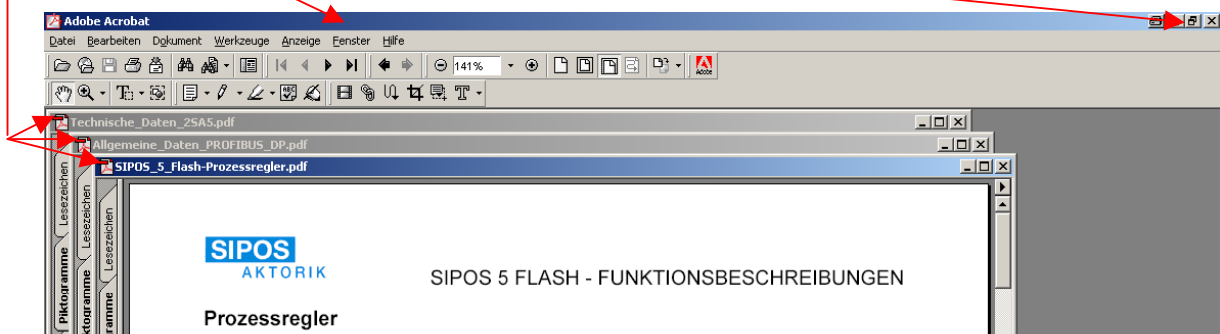 Adobe Acrobat
Datei Bearbeiten Dokument Werkzeuge Anzeige Fenster Hilfe
141%
Adobe
Technische_Daten_2SA5.pdf
Allgemeine_Daten_PROFIBUS_DP.pdf
SIPOS_5_Flash-Prozessregler.pdf
Lesezeichen
Lesezeichen
Lesezeichen
Piktogramme
SIPOS
AKTORIK
SIPOS 5 FLASH - FUNKTIONSBESCHREIBUNGEN
Prozessregler